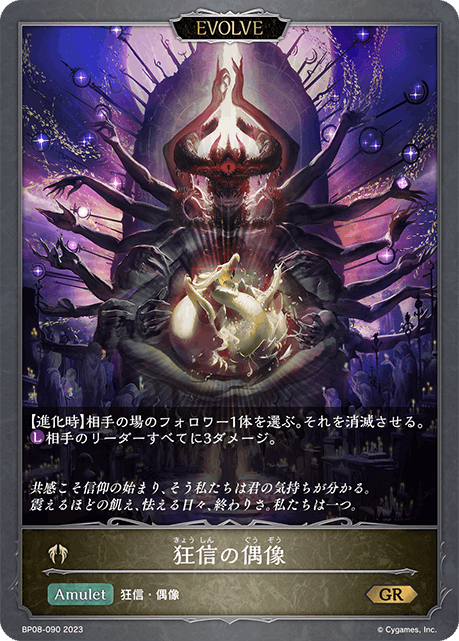 EVOLVE
【進化時】相手の場のフォロワー1体を選ぶ。それを消滅させる。
L 相手のリーダーすべてに3ダメージ。
共感こそ信仰の始まり、そう私たちは君の気持ちが分かる。
震えるほどの飢え、怯える日々、終わりさ。私たちは一つ。
きょうしん ぐうぞう
狂信の偶像
Amulet 狂信・偶像 GR
BP08-090 2023 © Cygames, Inc.